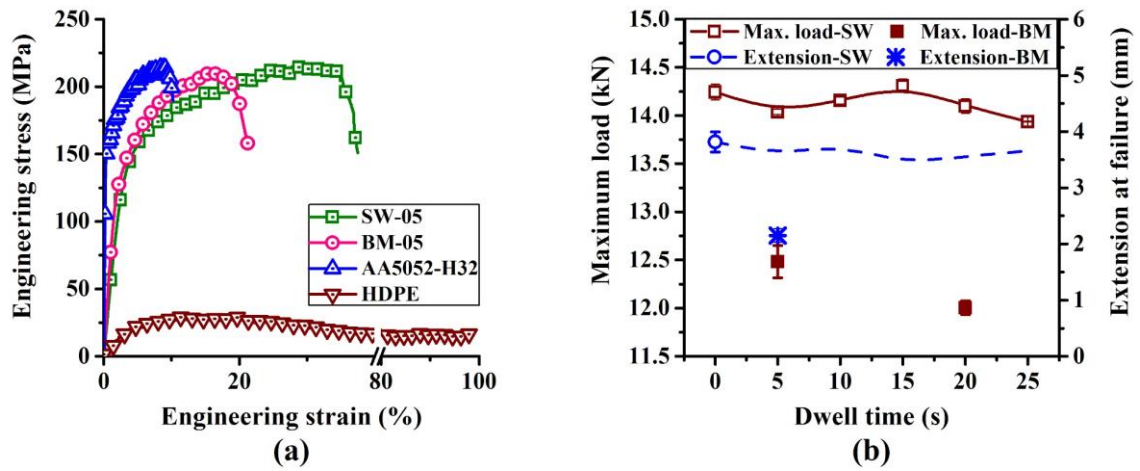 250
200
150
100
50
0
Engineering stress (MPa)
SW-05
BM-05
AA5052-H32
HDPE
0 20 80 100
Engineering strain (%)
(a)
15.0
14.5
14.0
13.5
13.0
12.5
12.0
11.5
Maximum load (kN)
Max. load-SW Max. load-BM
Extension-SW Extension-BM
6
5
4
3
2
1
0
Extension at failure (mm)
0 5 10 15 20 25
Dwell time (s)
(b)